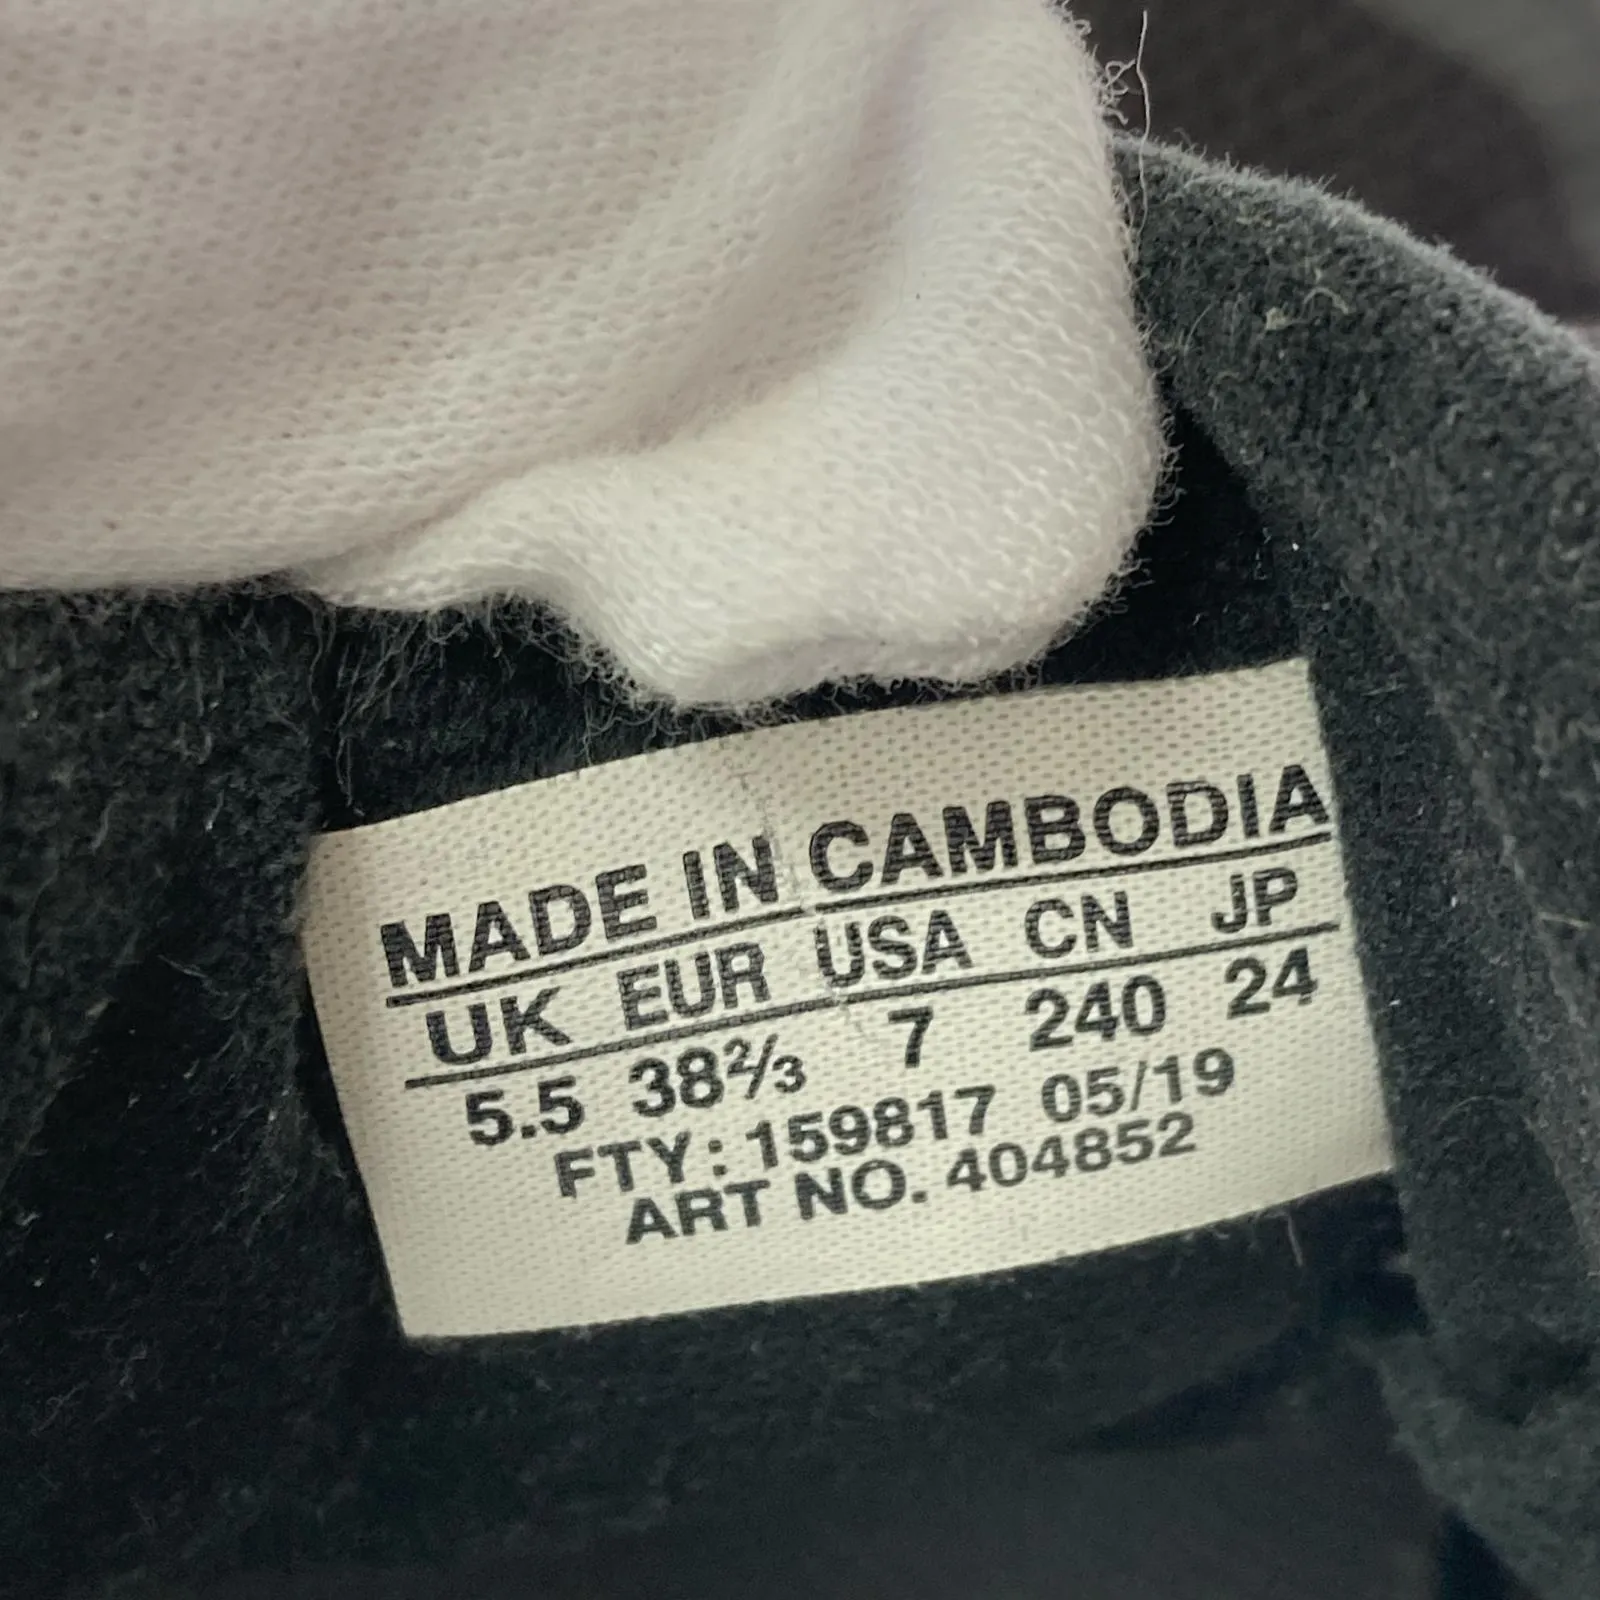 MADE IN CAMBODIA
UK EUR USA CN JP
5.5 38⅔ 7 240 24
FTY: 159817 05/19
ART NO. 404852